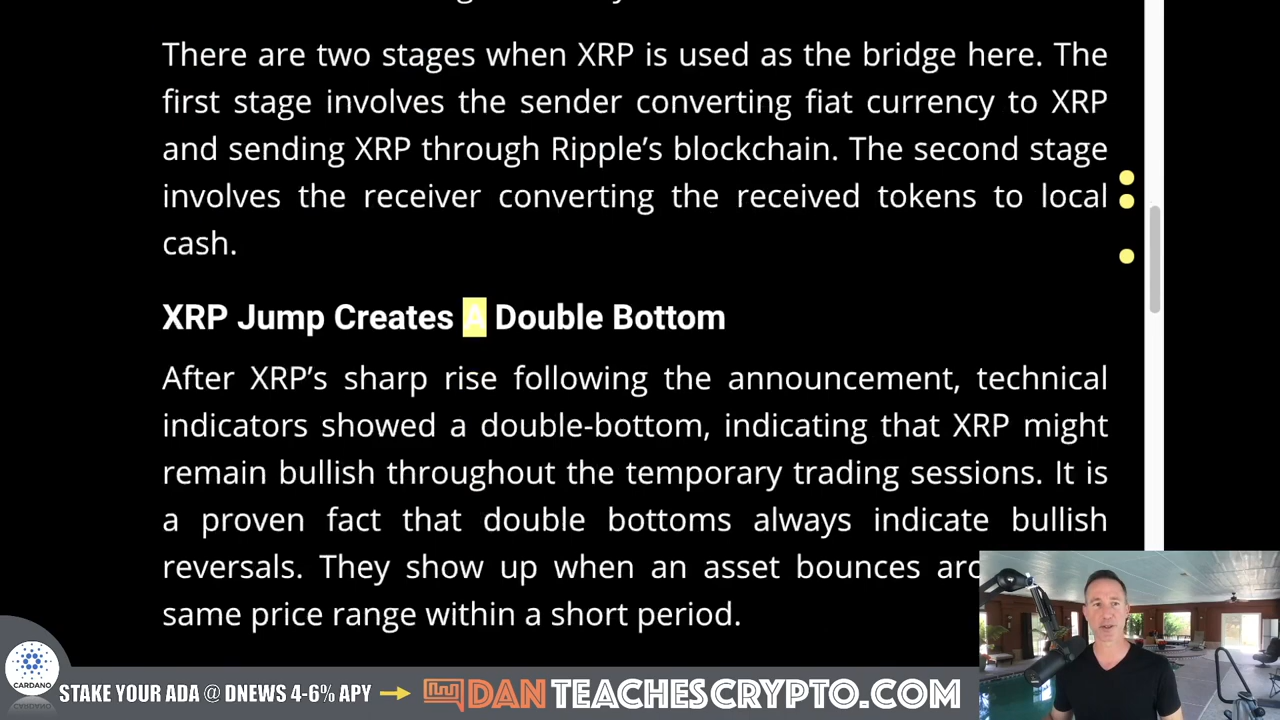 There are two stages when XRP is used as the bridge here. The
first stage involves the sender converting fiat currency to XRP
and sending XRP through Ripple's blockchain. The second stage
involves the receiver converting the received tokens to local
cash.
XRP Jump Creates A Double Bottom
After XRP's sharp rise following the announcement, technical
indicators showed a double-bottom, indicating that XRP might
remain bullish throughout the temporary trading sessions. It is
a proven fact that double bottoms always indicate bullish
reversals. They show up when an asset bounces
same price range within a short period.
CARDANO
STAKE YOUR ADA @ DNEWS 4-6% APY
DANTEACHESCRYPTO.COM